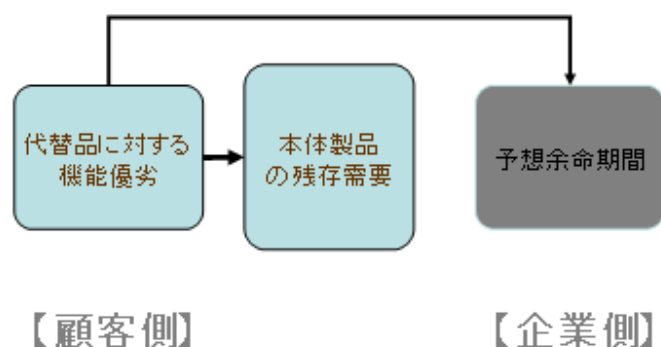 代替品に対する
機能優劣
本体製品
の残存需要
予想余命期間
【顧客側】
【企業側】